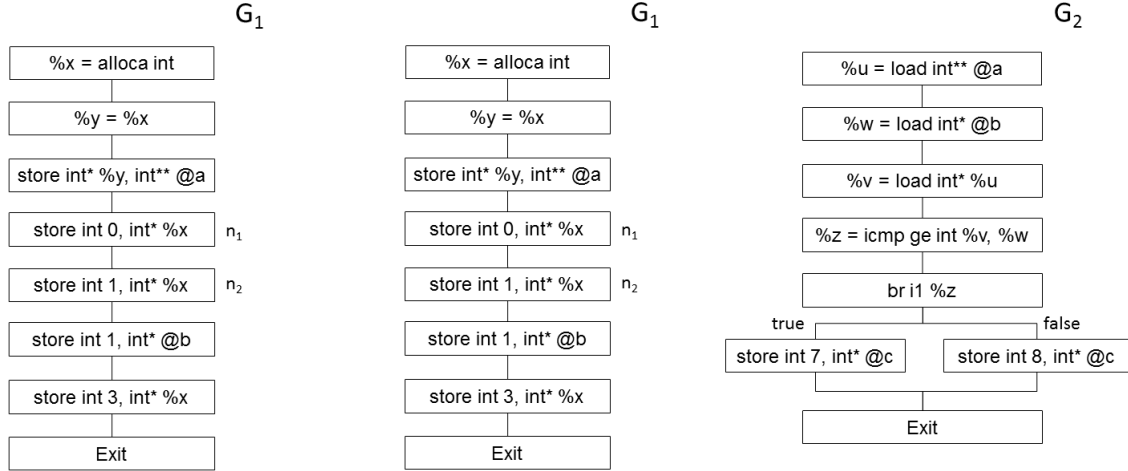 G1
%x = alloca int
%y = %x
store int* %y, int** @a
store int 0, int* %x n1
store int 1, int* %x n2
store int 1, int* @b
store int 3, int* %x
Exit
G1
%x = alloca int
%y = %x
store int* %y, int** @a
store int 0, int* %x n1
store int 1, int* %x n2
store int 1, int* @b
store int 3, int* %x
Exit
G2
%u = load int** @a
%w = load int* @b
%v = load int* %u
%z = icmp ge int %v, %w
br i1 %z
true false
store int 7, int* @c store int 8, int* @c
Exit